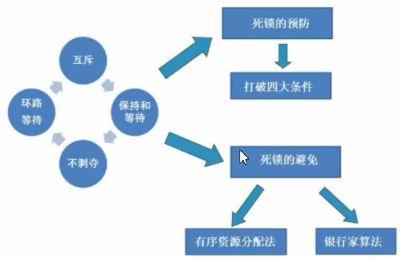 互斥
环路
等待
保持和
等待
不剥夺
死锁的预防
打破四大条件
死锁的避免
有序资源分配法
银行家算法